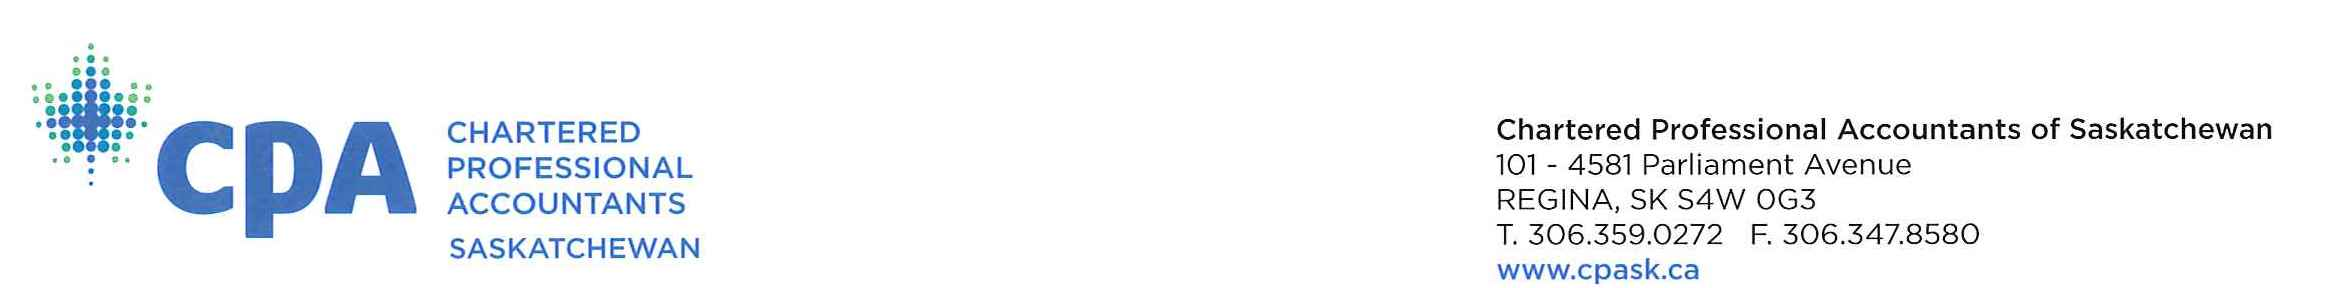 cpa
CHARTERED
PROFESSIONAL
ACCOUNTANTS
SASKATCHEWAN
Chartered Professional Accountants of Saskatchewan
101 - 4581 Parliament Avenue
REGINA, SK S4W 0G3
T. 306.359.0272 F. 306.347.8580
www.cpask.ca